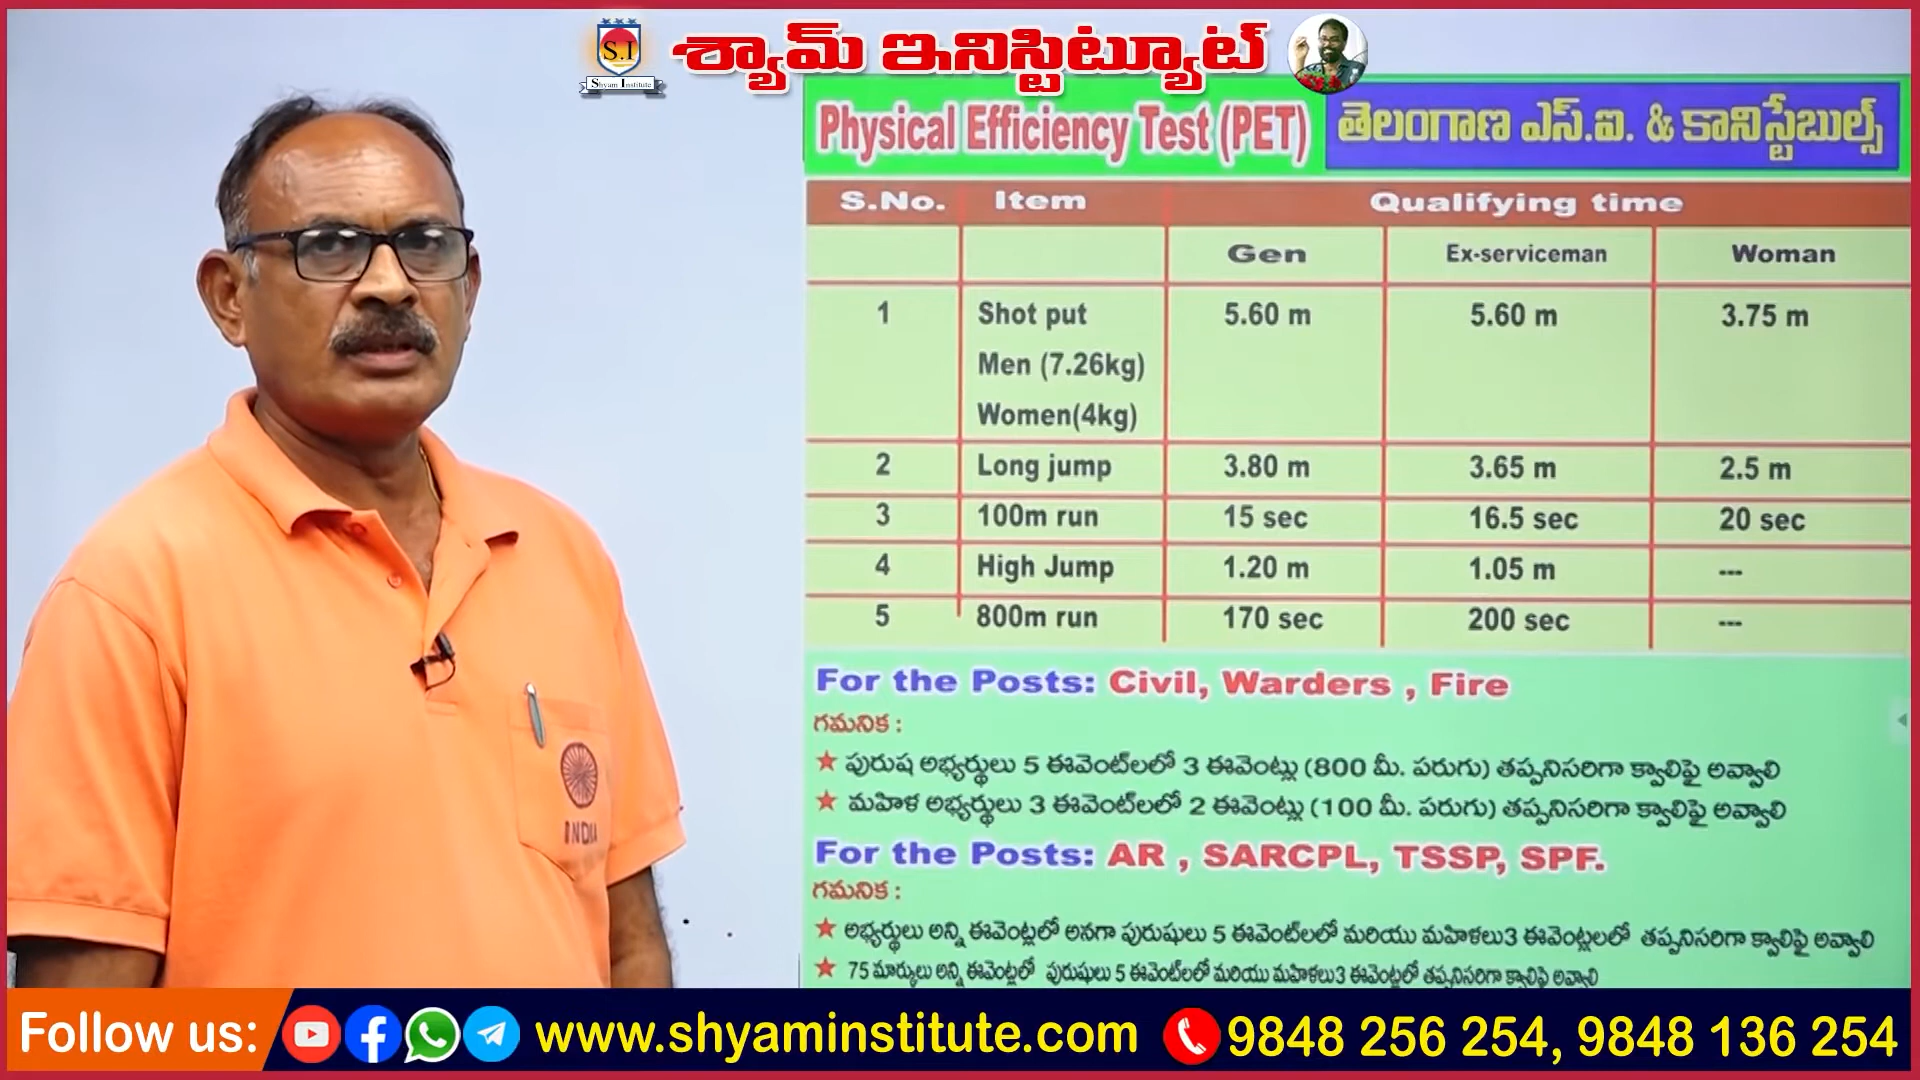 S.I
Shyam Institute
శ్యామ్ ఇనిస్టిట్యూట్
Physical Efficiency Test (PET)
తెలంగాణ ఎస్.ఐ. & కానిస్టేబుల్స్
S.No. Item Qualifying time
Gen Ex-serviceman Woman
1 Shot put 5.60 m 5.60 m 3.75 m
Men (7.26kg)
Women(4kg)
2 Long jump 3.80 m 3.65 m 2.5 m
3 100m run 15 sec 16.5 sec 20 sec
4 High Jump 1.20 m 1.05 m ---
5 800m run 170 sec 200 sec ---
For the Posts: Civil, Warders , Fire
గమనిక :
★ పురుష అభ్యర్థులు 5 ఈవెంట్‌లలో 3 ఈవెంట్లు (800 మీ. పరుగు) తప్పనిసరిగా క్వాలిఫై అవ్వాలి
★ మహిళ అభ్యర్థులు 3 ఈవెంట్‌లలో 2 ఈవెంట్లు (100 మీ. పరుగు) తప్పనిసరిగా క్వాలిఫై అవ్వాలి
For the Posts: AR , SARCPL, TSSP, SPF.
గమనిక :
★ అభ్యర్థులు అన్ని ఈవెంట్లలో అనగా పురుషులు 5 ఈవెంట్‌లలో మరియు మహిళలు3 ఈవెంట్లలలో తప్పనిసరిగా క్వాలిఫై అవ్వాలి
★ 75 మార్కులు అన్ని ఈవెంట్లలో పురుషులు 5 ఈవెంట్‌లలో మరియు మహిళలు3 ఈవెంట్లలో తప్పనిసరిగా క్వాలిఫై అవ్వాలి
INDIA
Follow us: www.shyaminstitute.com 9848 256 254, 9848 136 254